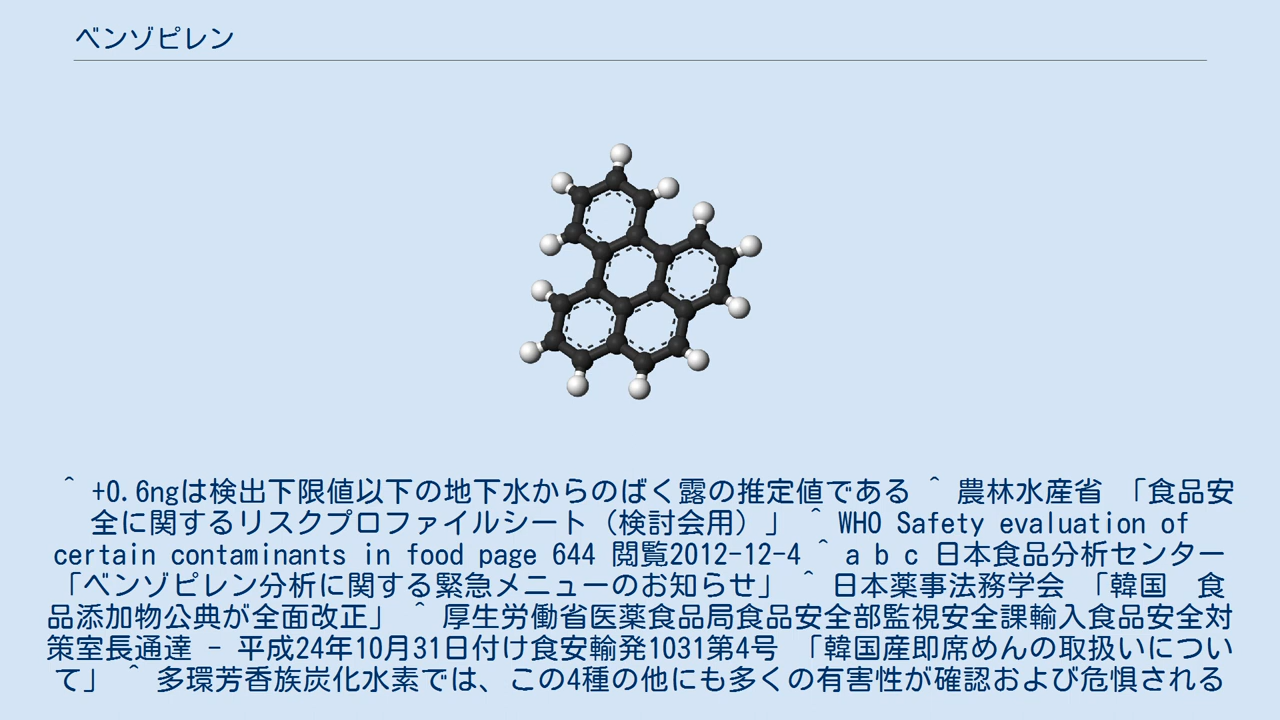 ベンゾピレン
^ +0.6ngは検出下限値以下の地下水からのばく露の推定値である ^ 農林水産省 「食品安
全に関するリスクプロファイルシート（検討会用）」 ^ WHO Safety evaluation of
certain contaminants in food page 644 閲覧2012-12-4 ^ a b c 日本食品分析センター
「ベンゾピレン分析に関する緊急メニューのお知らせ」 ^ 日本薬事法務学会 「韓国　食
品添加物公典が全面改正」 ^ 厚生労働省医薬食品局食品安全部監視安全課輸入食品安全対
策室長通達 - 平成24年10月31日付け食安輸発1031第4号 「韓国産即席めんの取扱いについ
て」 ^ 多環芳香族炭化水素では、この4種の他にも多くの有害性が確認および危惧される